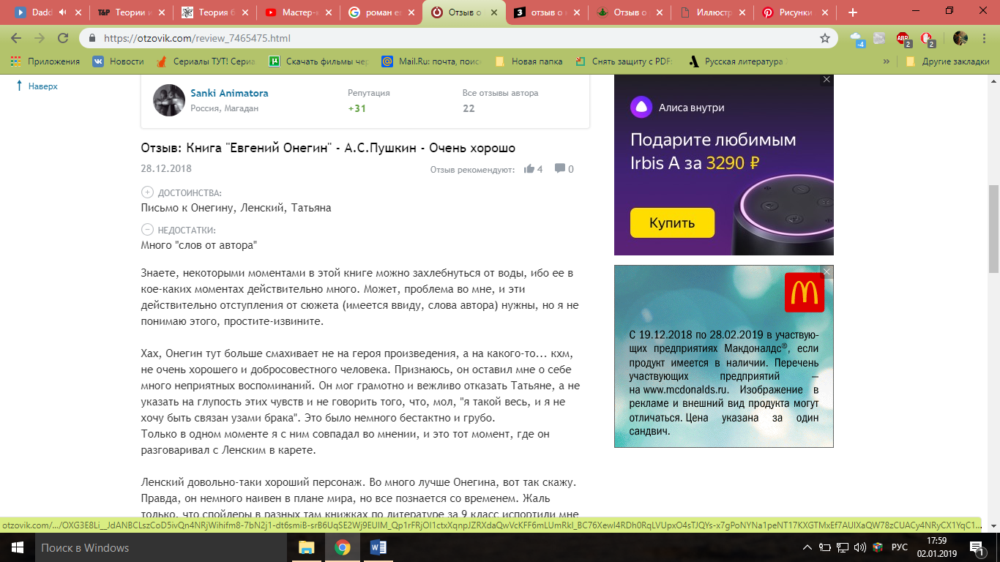 Dadd
Теории и
Теория б
Мастер-к
роман ев
Отзыв о
отзыв о к
Отзыв о
Иллюстр
Рисунки
https://otzovik.com/review_7465475.html
-4
ABP
2
2
Приложения
Новости
Сериалы ТУТ! Сериа
Скачать фильмы чер
Mail.Ru: почта, поис
Новая папка
Снять защиту с PDF:
Русская литература
»
Другие закладки
Наверх
Sanki Animatora
Россия, Магадан
Репутация
+31
Все отзывы автора
22
Отзыв: Книга "Евгений Онегин" - А.С.Пушкин - Очень хорошо
28.12.2018
Отзыв рекомендуют: 4 0
ДОСТОИНСТВА:
Письмо к Онегину, Ленский, Татьяна
НЕДОСТАТКИ:
Много "слов от автора"
Знаете, некоторыми моментами в этой книге можно захлебнуться от воды, ибо ее в
кое-каких моментах действительно много. Может, проблема во мне, и эти
действительно отступления от сюжета (имеется ввиду, слова автора) нужны, но я не
понимаю этого, простите-извините.
Хах, Онегин тут больше смахивает не на героя произведения, а на какого-то... кхм,
не очень хорошего и добросовестного человека. Признаюсь, он оставил мне о себе
много неприятных воспоминаний. Он мог грамотно и вежливо отказать Татьяне, а не
указать на глупость этих чувств и не говорить того, что, мол, "я такой весь, и я не
хочу быть связан узами брака". Это было немного бестактно и грубо.
Только в одном моменте я с ним совпадал во мнении, и это тот момент, где он
разговаривал с Ленским в карете.
Ленский довольно-таки хороший персонаж. Во много лучше Онегина, вот так скажу.
Правда, он немного наивен в плане мира, но все познается со временем. Жаль
только, что спойлеры в разных там книжках по литературе за 9 класс испортили мне
Алиса внутри
Подарите любимым
Irbis A за 3290 ₽
Купить
С 19.12.2018 по 28.02.2019 в участвую-
щих предприятиях Макдоналдс®, если
продукт имеется в наличии. Перечень
участвующих предприятий –
на www.mcdonalds.ru. Изображение в
рекламе и внешний вид продукта могут
отличаться. Цена указана за один
сандвич.
Поиск в Windows
РУС
17:59
02.01.2019
1